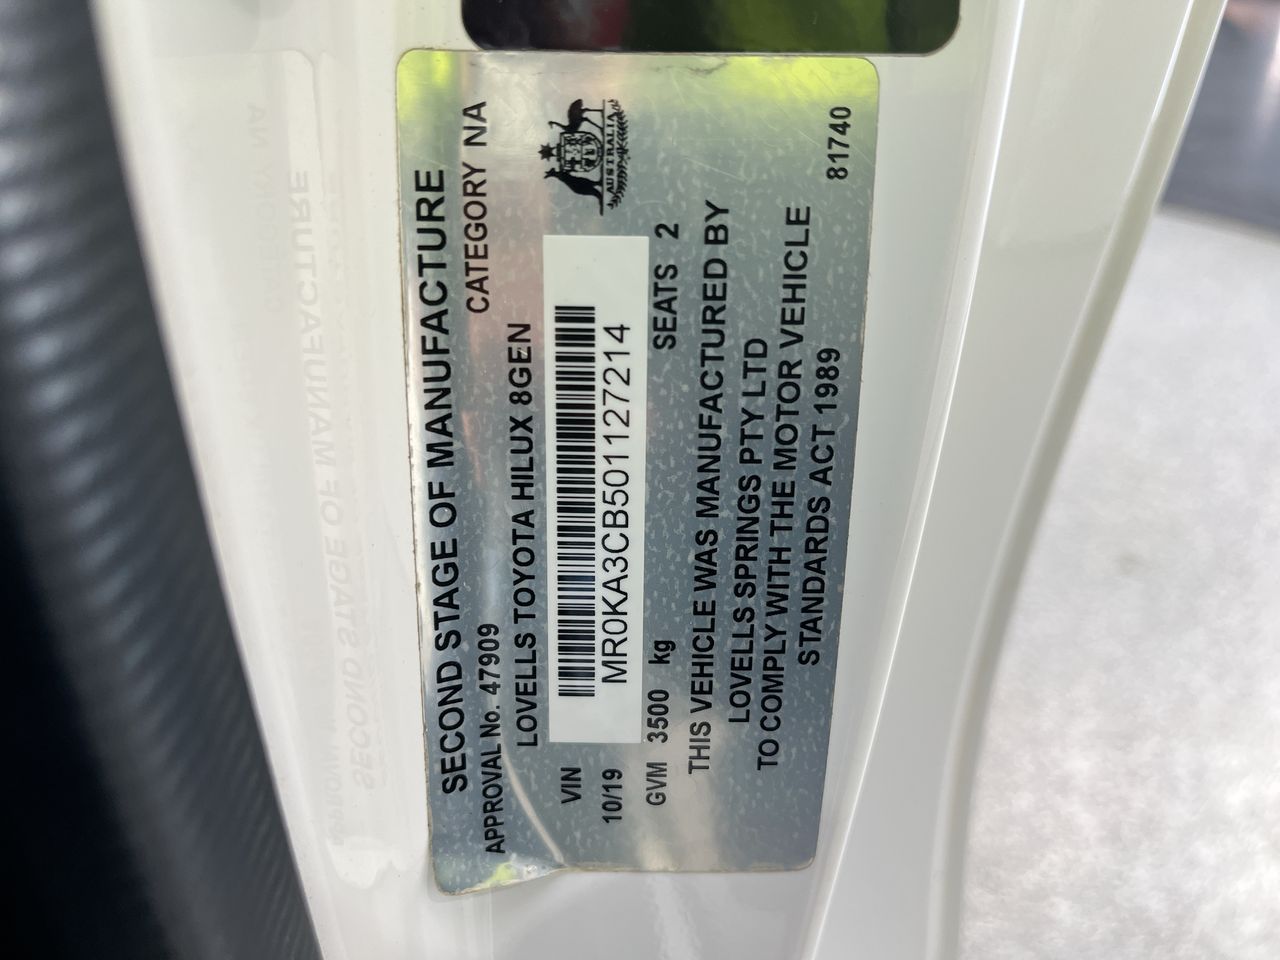 SECOND STAGE OF MANUFACTURE
APPROVAL No. 47909 CATEGORY NA
LOVELLS TOYOTA HILUX 8GEN
AUSTRALIA
VIN
10/19 MR0KA3CB501127214
GVM 3500 kg SEATS 2
THIS VEHICLE WAS MANUFACTURED BY
LOVELLS SPRINGS PTY LTD
TO COMPLY WITH THE MOTOR VEHICLE
STANDARDS ACT 1989
81740